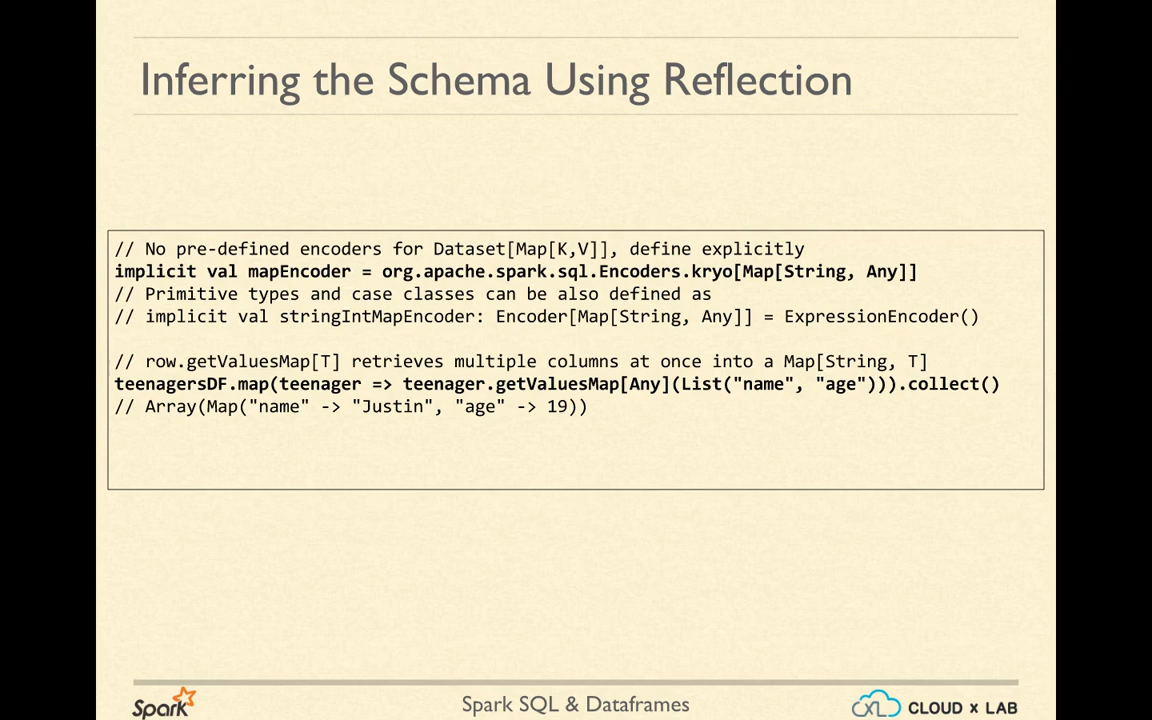 Inferring the Schema Using Reflection
// No pre-defined encoders for Dataset[Map[K,V]], define explicitly
implicit val mapEncoder = org.apache.spark.sql.Encoders.kryo[Map[String, Any]]
// Primitive types and case classes can be also defined as
// implicit val stringIntMapEncoder: Encoder[Map[String, Any]] = ExpressionEncoder()
// row.getValuesMap[T] retrieves multiple columns at once into a Map[String, T]
teenagersDF.map(teenager => teenager.getValuesMap[Any](List("name", "age"))).collect()
// Array(Map("name" -> "Justin", "age" -> 19))
Spark
Spark SQL & Dataframes
CXL CLOUD x LAB